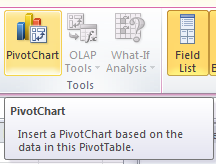 PivotChart
OLAP
Tools
What-If
Analysis
Field
List
Tools
PivotChart
Insert a PivotChart based on the
data in this PivotTable.